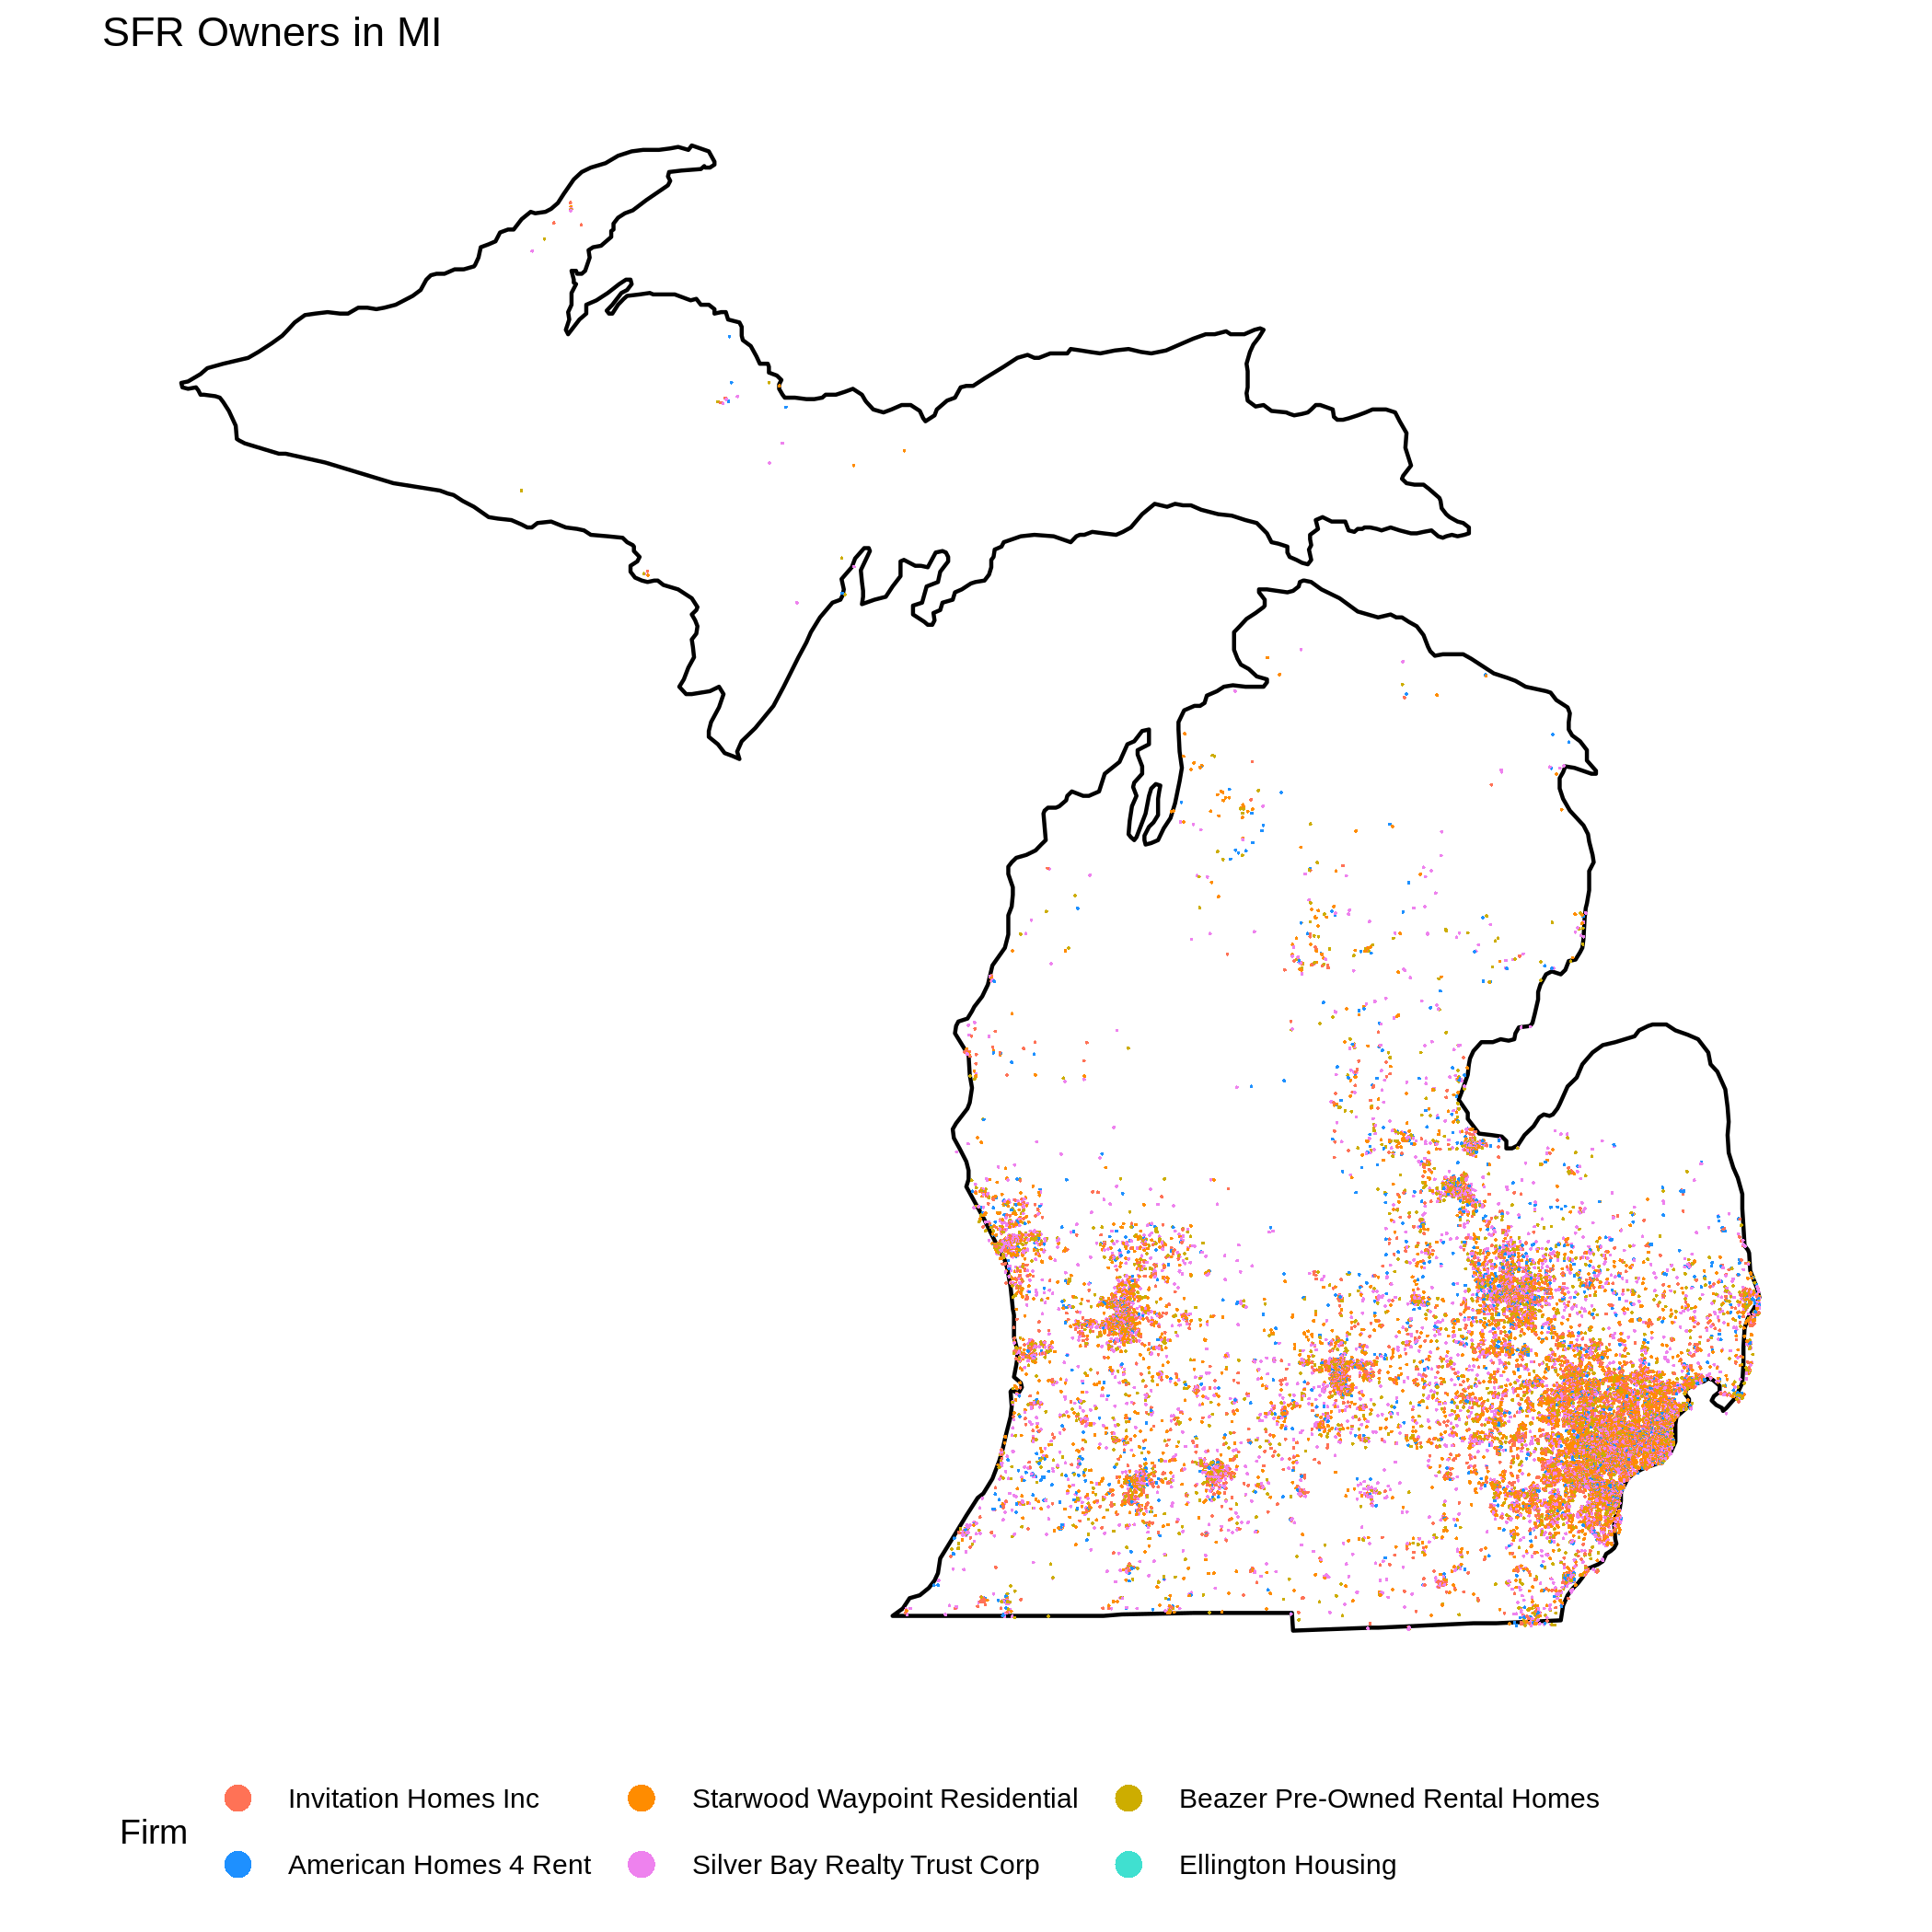 SFR Owners in MI
Firm
Invitation Homes Inc
Starwood Waypoint Residential
Beazer Pre-Owned Rental Homes
American Homes 4 Rent
Silver Bay Realty Trust Corp
Ellington Housing